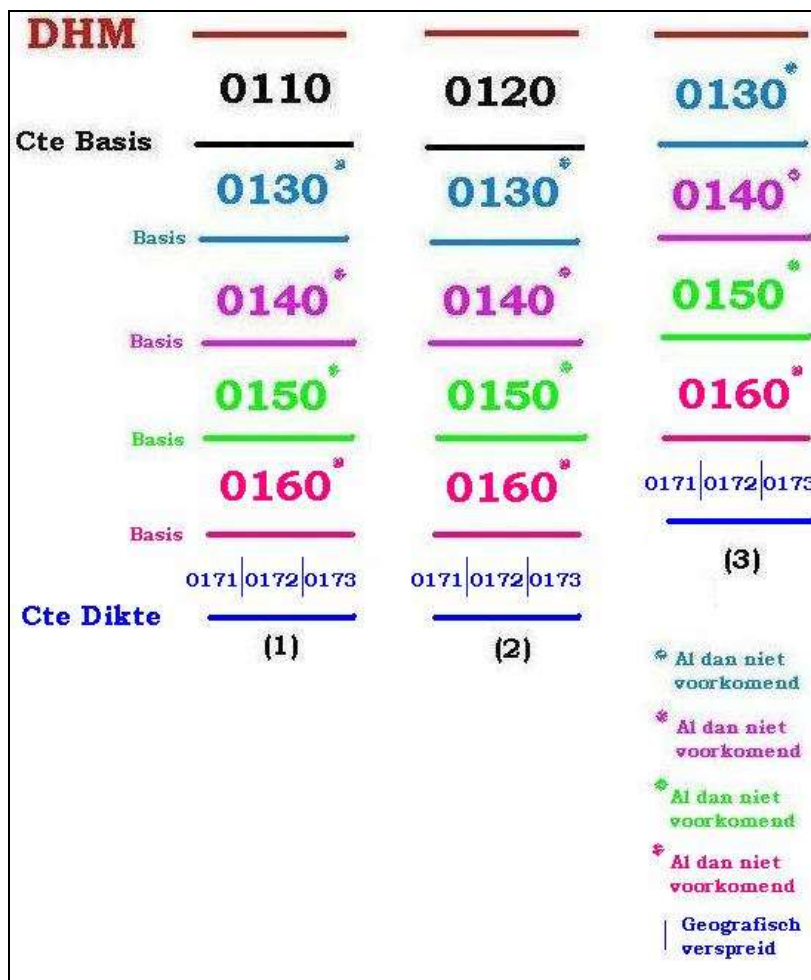 DHM
0110 0120 0130*
Cte Basis
0130* 0130* 0140*
Basis
0140* 0140* 0150*
Basis
0150* 0150* 0160*
Basis
0160* 0160* 0171|0172|0173
Basis
(3)
0171|0172|0173 0171|0172|0173
Cte Dikte
(1) (2)
* Al dan niet
voorkomend
* Al dan niet
voorkomend
* Al dan niet
voorkomend
* Al dan niet
voorkomend
| Geografisch
verspreid